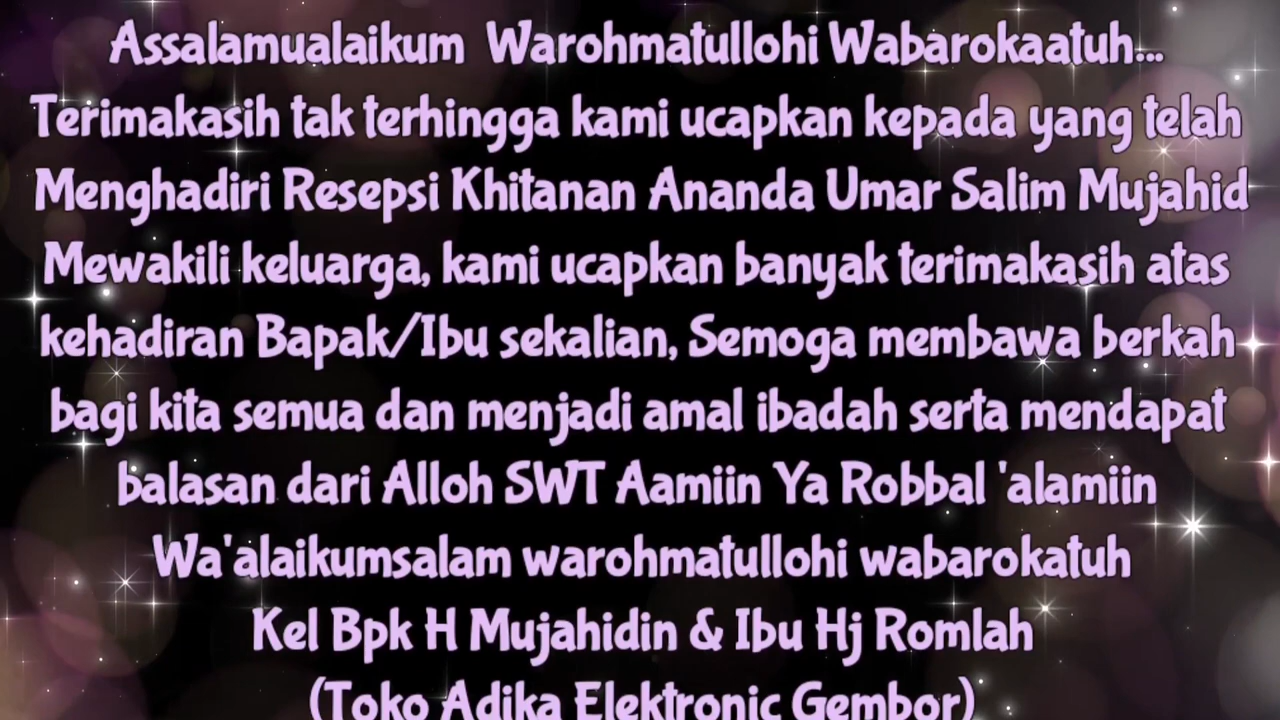 Assalamualaikum Warohmatullohi Wabarokaatuh...
Terimakasih tak terhingga kami ucapkan kepada yang telah
Menghadiri Resepsi Khitanan Ananda Umar Salim Mujahid
Mewakili keluarga, kami ucapkan banyak terimakasih atas
kehadiran Bapak/Ibu sekalian, Semoga membawa berkah
bagi kita semua dan menjadi amal ibadah serta mendapat
balasan dari Alloh SWT Aamiin Ya Robbal 'alamiin
Wa'alaikumsalam warohmatullohi wabarokatuh
Kel Bpk H Mujahidin & Ibu Hj Romlah
(Toko Adika Elektronic Gembor)